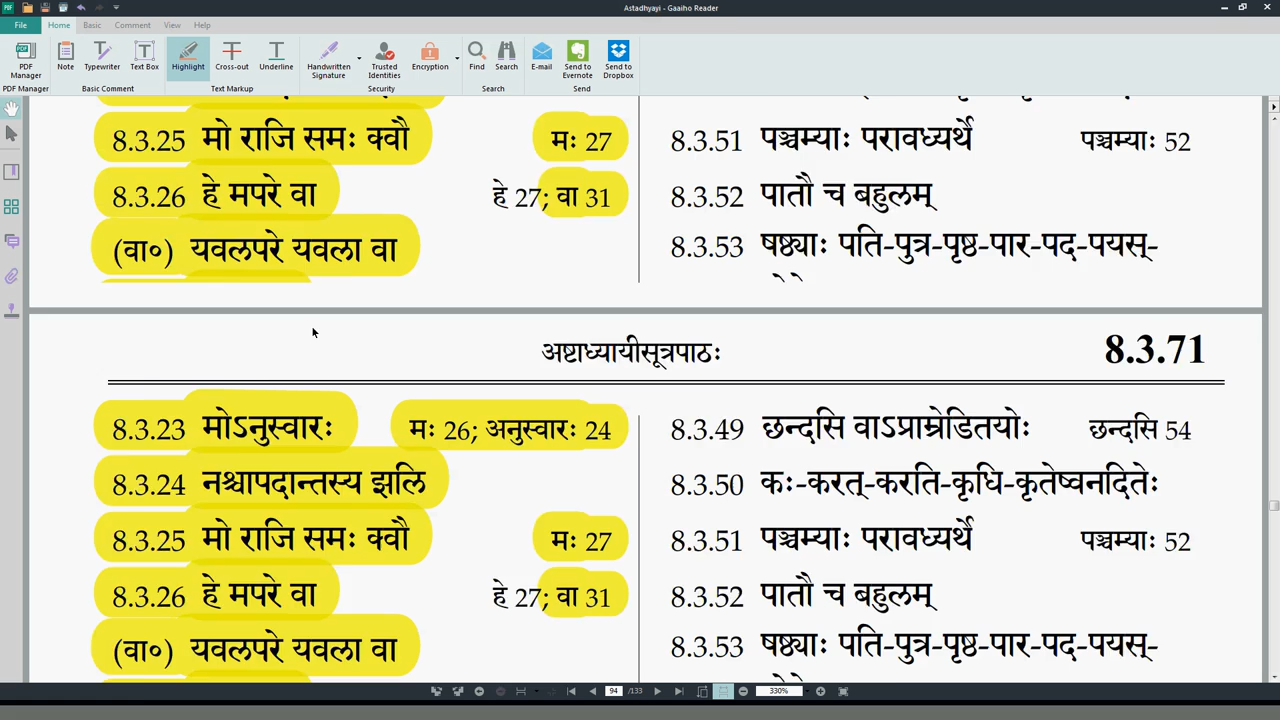 Astadhyayi - Gaaiho Reader
File Home Basic Comment View Help
PDF Manager Note Typewriter Text Box Highlight Cross-out Underline Handwritten Signature Trusted Identities Encryption Find Search E-mail Send to Evernote Send to Dropbox
PDF Manager Basic Comment Text Markup Security Search Send
8.3.25 मो राजि समः क्वौ मः 27
8.3.26 हे मपरे वा हे 27; वा 31
(वा०) यवलपरे यवला वा
8.3.51 पञ्चम्याः परावध्यर्थे पञ्चम्याः 52
8.3.52 पातौ च बहुलम्
8.3.53 षष्ठ्याः पति-पुत्र-पृष्ठ-पार-पद-पयस्-
अष्टाध्यायीसूत्रपाठः 8.3.71
8.3.23 मोऽनुस्वारः मः 26; अनुस्वारः 24
8.3.24 नश्चापदान्तस्य झलि
8.3.25 मो राजि समः क्वौ मः 27
8.3.26 हे मपरे वा हे 27; वा 31
(वा०) यवलपरे यवला वा
8.3.49 छन्दसि वाऽप्राम्रेडितयोः छन्दसि 54
8.3.50 कः-करत्-करति-कृधि-कृतेष्वनदितेः
8.3.51 पञ्चम्याः परावध्यर्थे पञ्चम्याः 52
8.3.52 पातौ च बहुलम्
8.3.53 षष्ठ्याः पति-पुत्र-पृष्ठ-पार-पद-पयस्-
94 /133 330%